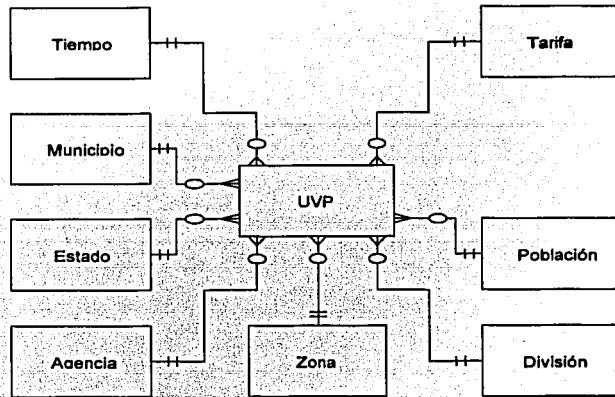 Tiempo
Tarifa
Municipio
UVP
Estado
Población
Agencia
Zona
División